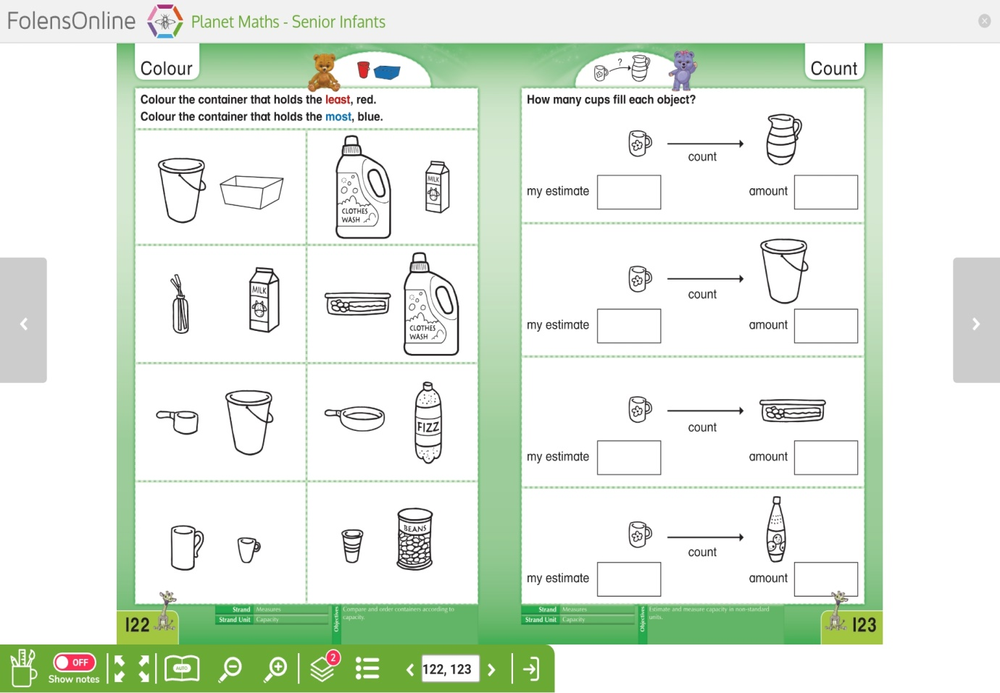 FolensOnline
Planet Maths - Senior Infants
Colour
Colour the container that holds the least, red.
Colour the container that holds the most, blue.
CLOTHES
WASH
MILK
MILK
CLOTHES
WASH
FIZZ
BEANS
Strand Measures
Strand Unit Capacity
Objectives
Compare and order containers according to
capacity.
122
?
Count
How many cups fill each object?
count
my estimate
amount
count
my estimate
amount
count
my estimate
amount
count
my estimate
amount
Strand Measures
Strand Unit Capacity
Objectives
Estimate and measure capacity in non-standard
units.
123
OFF
Show notes
AUTO
2
122, 123